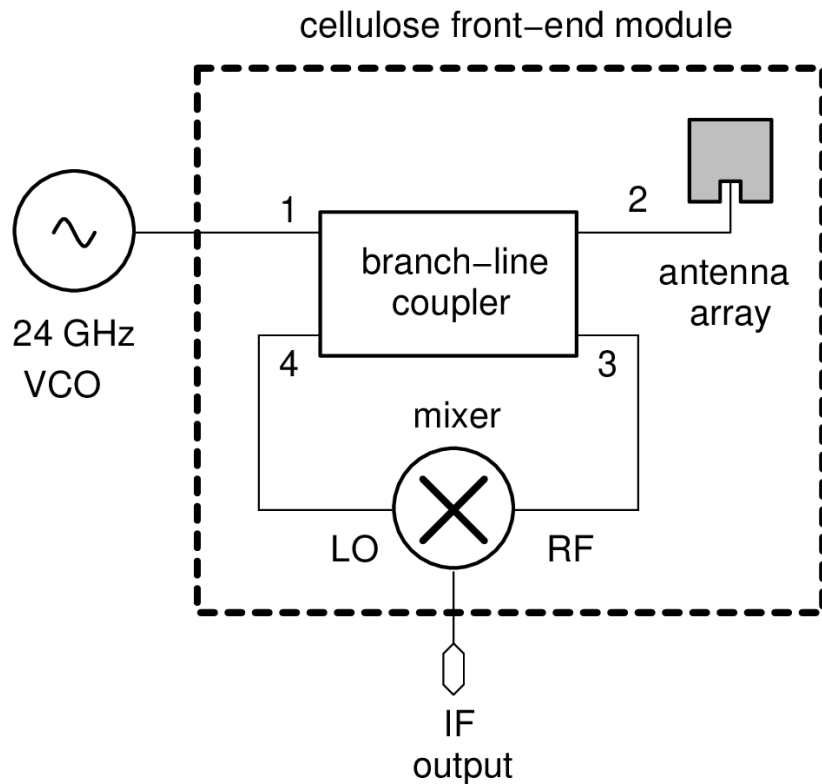 cellulose front−end module
1
2
branch−line
coupler
antenna
array
24 GHz
VCO
4
3
mixer
LO
RF
IF
output